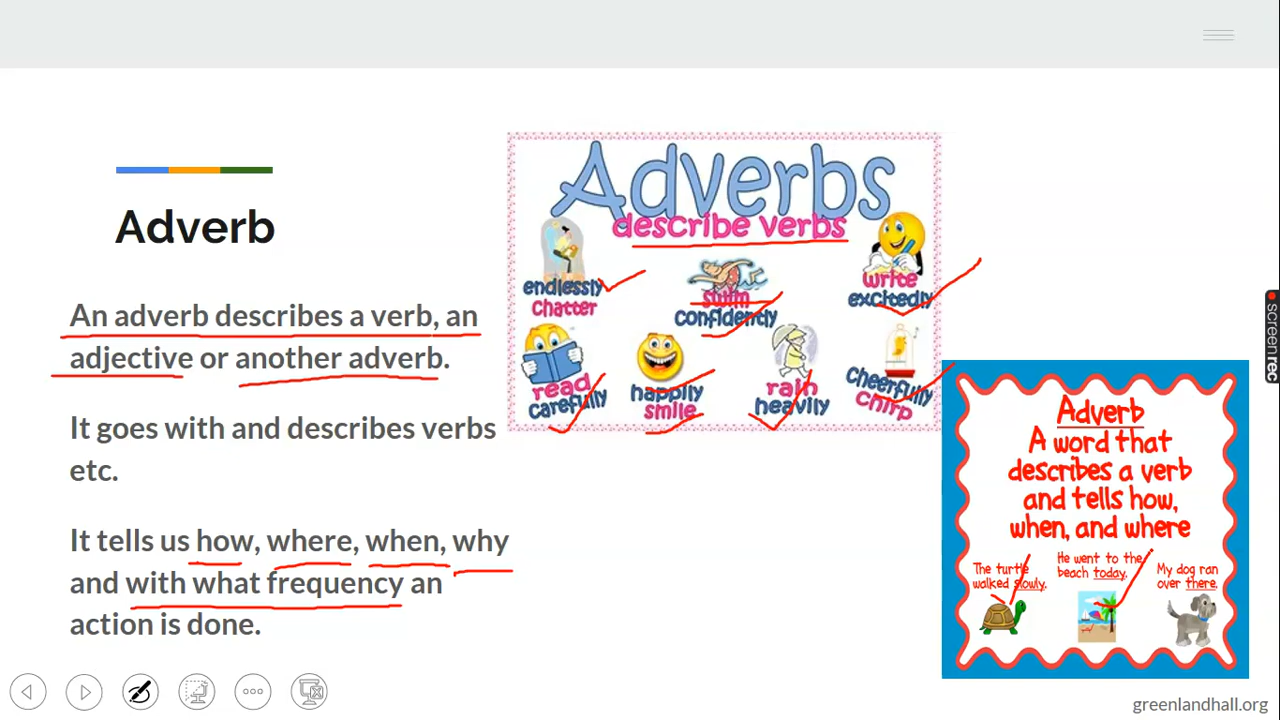 Adverb
An adverb describes a verb, an
adjective or another adverb.
It goes with and describes verbs
etc.
It tells us how, where, when, why
and with what frequency an
action is done.
Adverbs
describe verbs
endlessly
chatter
swim
confidently
write
excitedly
read
carefully
happily
smile
rain
heavily
cheerfully
chirp
Adverb
A word that
describes a verb
and tells how,
when, and where
The turtle
walked slowly.
He went to the
beach today.
My dog ran
over there.
screenrec
greenlandhall.org